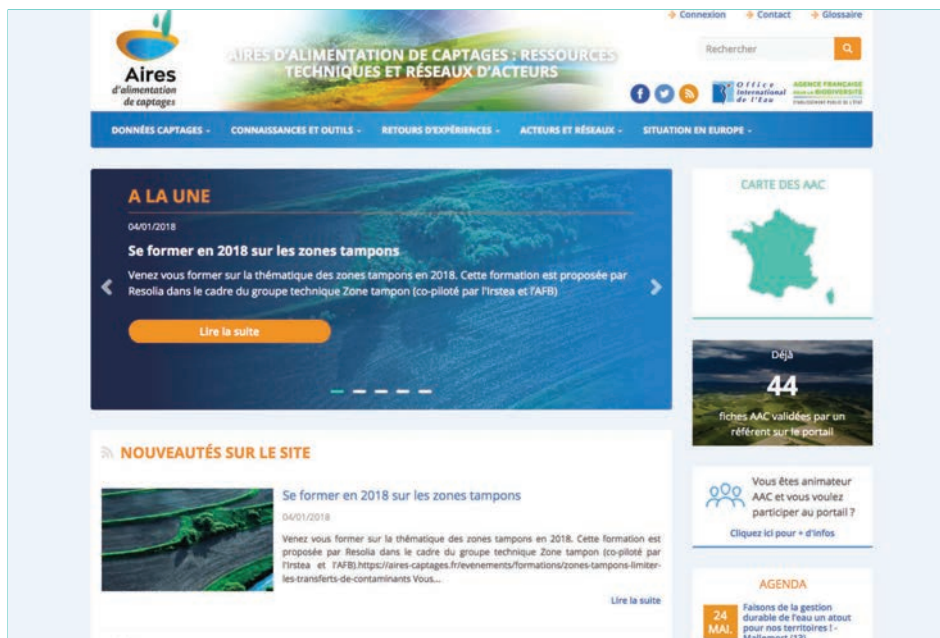 Connexion
Contact
Glossaire
Aires
d'alimentation
de captages
AIRES D'ALIMENTATION DE CAPTAGES : RESSOURCES
TECHNIQUES ET RÉSEAUX D'ACTEURS
Rechercher
Office
International
de l'Eau
AGENCE FRANÇAISE
POUR LA BIODIVERSITÉ
ÉTABLISSEMENT PUBLIC DE L'ÉTAT
DONNÉES CAPTAGES
CONNAISSANCES ET OUTILS
RETOURS D'EXPÉRIENCES
ACTEURS ET RÉSEAUX
SITUATION EN EUROPE
A LA UNE
04/01/2018
Se former en 2018 sur les zones tampons
Venez vous former sur la thématique des zones tampons en 2018. Cette formation est proposée par
Resolia dans le cadre du groupe technique Zone tampon (co-piloté par l'Irstea et l'AFB)
Lire la suite
CARTE DES AAC
Déjà
44
fiches AAC validées par un
référent sur le portail
NOUVEAUTÉS SUR LE SITE
Se former en 2018 sur les zones tampons
04/01/2018
Venez vous former sur la thématique des zones tampons en 2018. Cette formation est
proposée par Resolia dans le cadre du groupe technique Zone tampon (co-piloté par
l'Irstea et l'AFB).https://aires-captages.fr/evenements/formations/zones-tampons-limiter-
les-transferts-de-contaminants Vous...
Lire la suite
Vous êtes animateur
AAC et vous voulez
participer au portail ?
Cliquez ici pour + d'infos
AGENDA
24
MAI.
Faisons de la gestion
durable de l'eau un atout
pour nos territoires ! -
Mallemort (13)